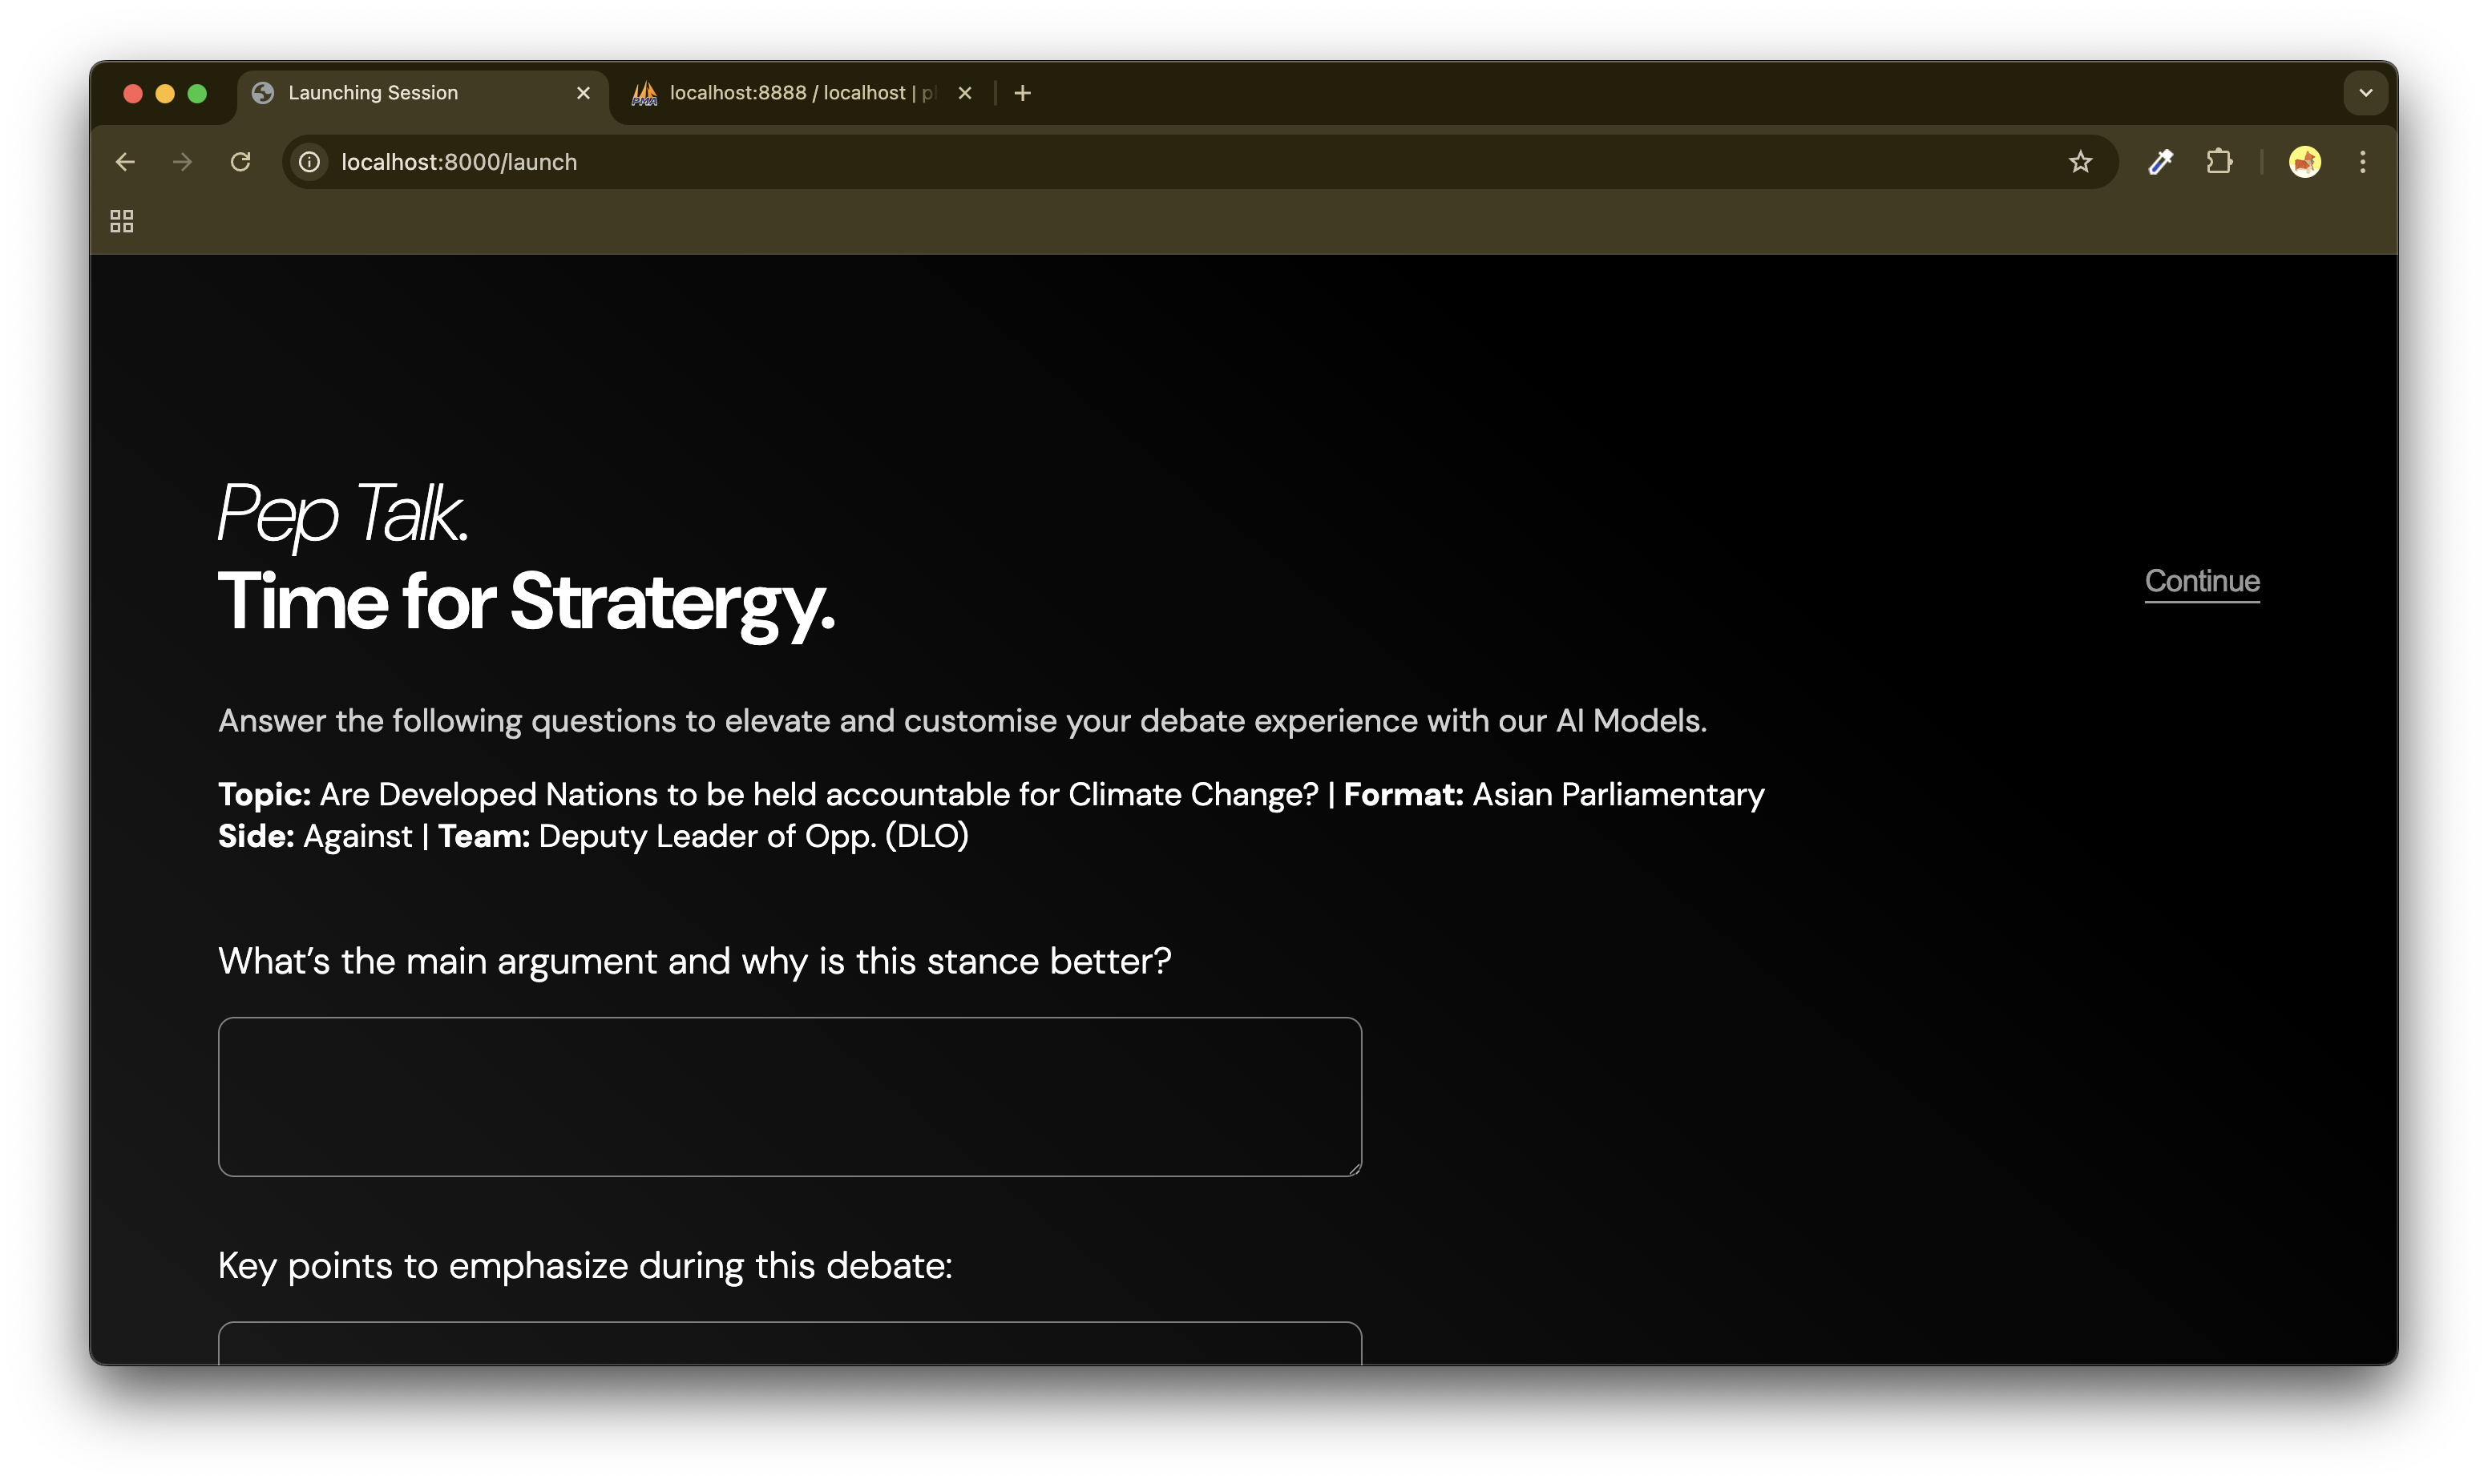 Launching Session
localhost:8888 / localhost | p
localhost:8000/launch
Pep Talk.
Time for Stratergy.
Continue
Answer the following questions to elevate and customise your debate experience with our AI Models.
Topic: Are Developed Nations to be held accountable for Climate Change? | Format: Asian Parliamentary
Side: Against | Team: Deputy Leader of Opp. (DLO)
What’s the main argument and why is this stance better?
Key points to emphasize during this debate: